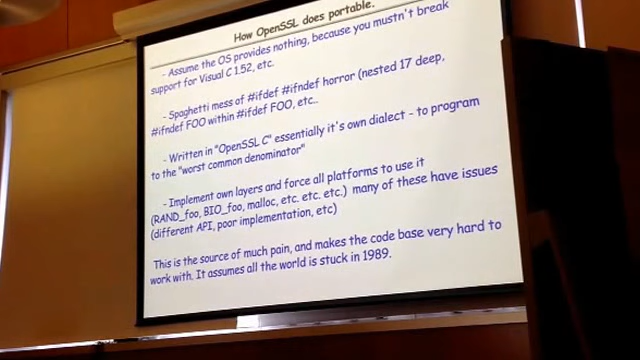 How OpenSSL does portable.
- Assume the OS provides nothing, because you mustn't break
support for Visual C 1.52, etc.
- Spaghetti mess of #ifdef #ifndef horror (nested 17 deep,
#ifndef FOO within #ifdef FOO, etc..
- Written in "OpenSSL C" essentially it's own dialect - to program
to the "worst common denominator"
- Implement own layers and force all platforms to use it
(RAND_foo, BIO_foo, malloc, etc. etc. etc.) many of these have issues
(different API, poor implementation, etc)
This is the source of much pain, and makes the code base very hard to
work with. It assumes all the world is stuck in 1989.